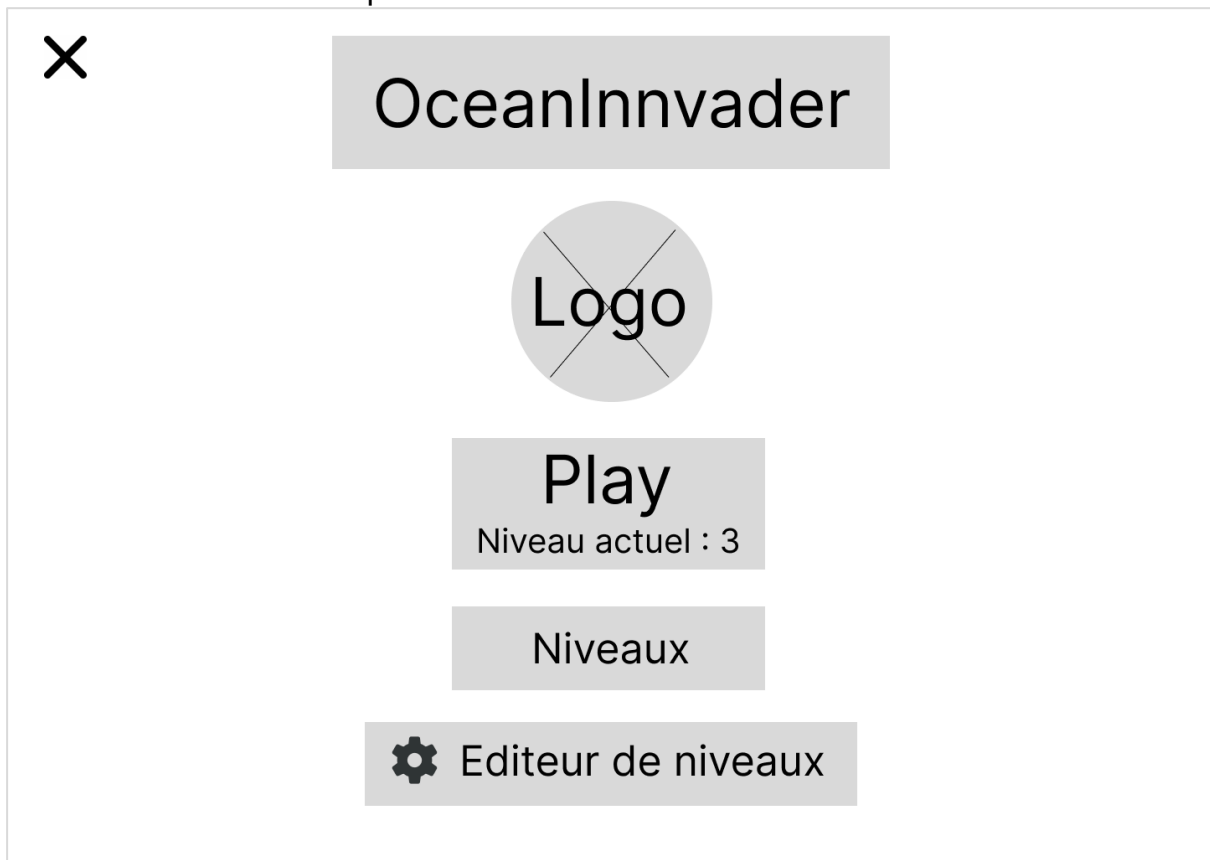 OceanInnvader
Logo
Play
Niveau actuel : 3
Niveaux
Editeur de niveaux